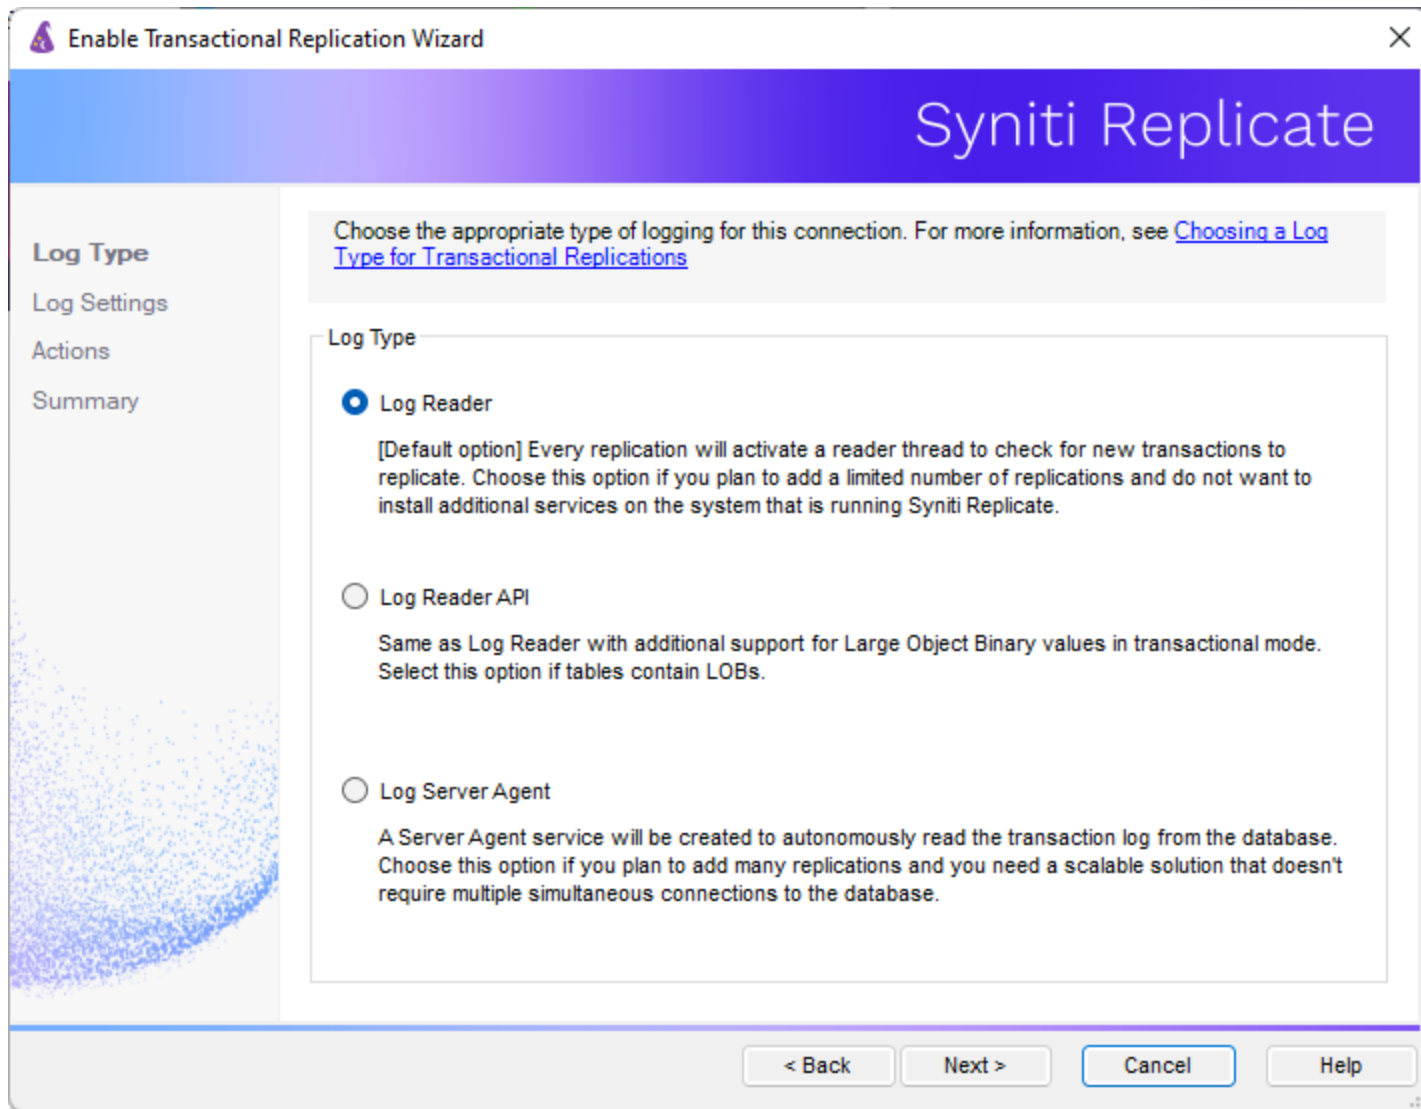 Enable Transactional Replication Wizard
Syniti Replicate
Log Type
Log Settings
Actions
Summary
Choose the appropriate type of logging for this connection. For more information, see Choosing a Log
Type for Transactional Replications
Log Type
Log Reader
[Default option] Every replication will activate a reader thread to check for new transactions to
replicate. Choose this option if you plan to add a limited number of replications and do not want to
install additional services on the system that is running Syniti Replicate.
Log Reader API
Same as Log Reader with additional support for Large Object Binary values in transactional mode.
Select this option if tables contain LOBs.
Log Server Agent
A Server Agent service will be created to autonomously read the transaction log from the database.
Choose this option if you plan to add many replications and you need a scalable solution that doesn't
require multiple simultaneous connections to the database.
< Back
Next >
Cancel
Help